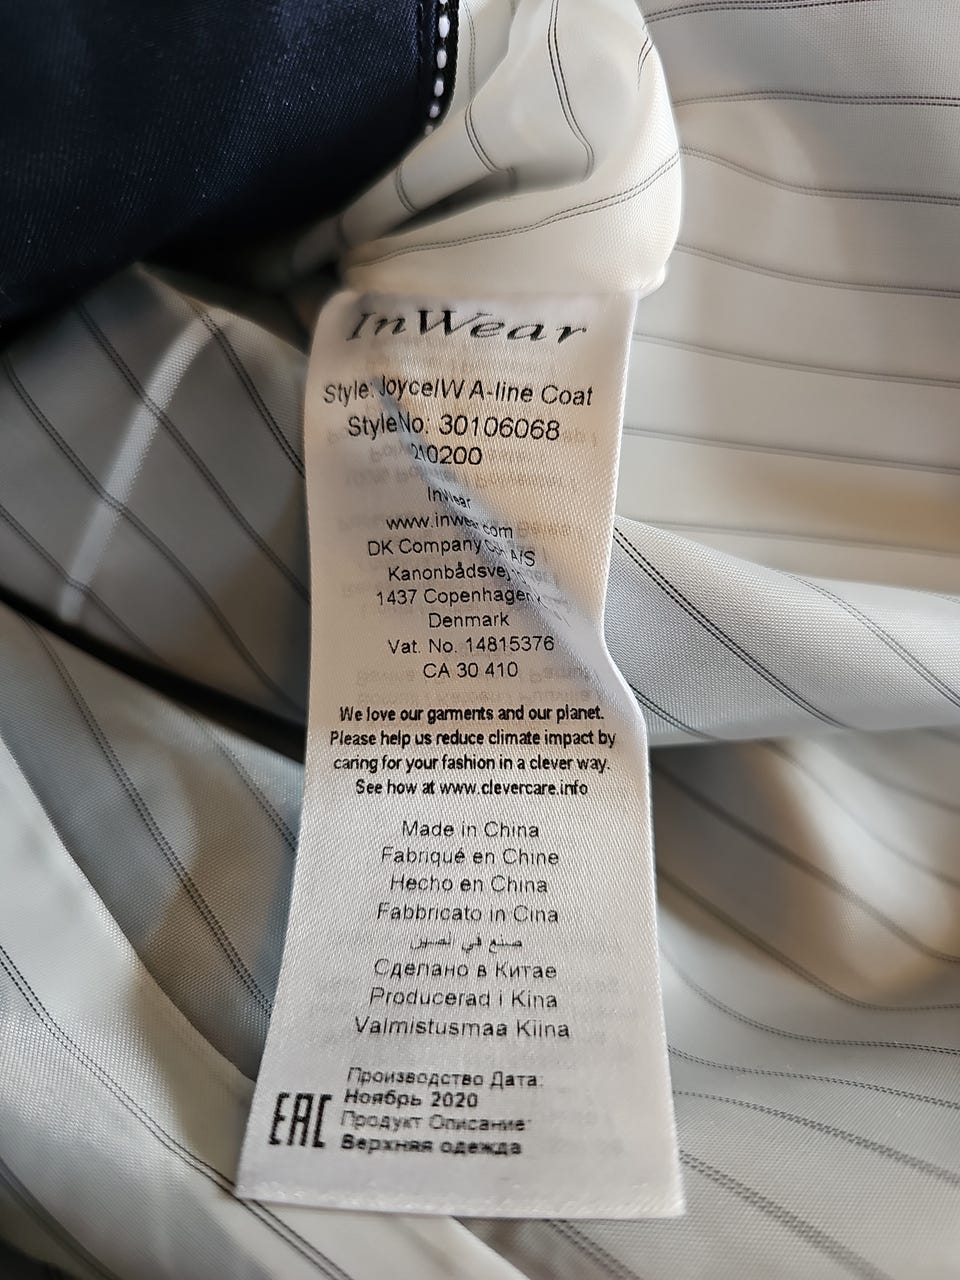 InWear
Style: JoyceIW A-line Coat
StyleNo: 30106068
210200
InWear
www.inwear.com
DK Company A/S
Kanonbådsvej
1437 Copenhagen
Denmark
Vat. No. 14815376
CA 30 410
We love our garments and our planet.
Please help us reduce climate impact by
caring for your fashion in a clever way.
See how at www.clevercare.info
Made in China
Fabriqué en Chine
Hecho en China
Fabbricato in Cina
صنع في الصين
Сделано в Китае
Producerad i Kina
Valmistusmaa Kiina
Производство Дата:
Ноябрь 2020
EAC
Продукт Описание:
Верхняя одежда